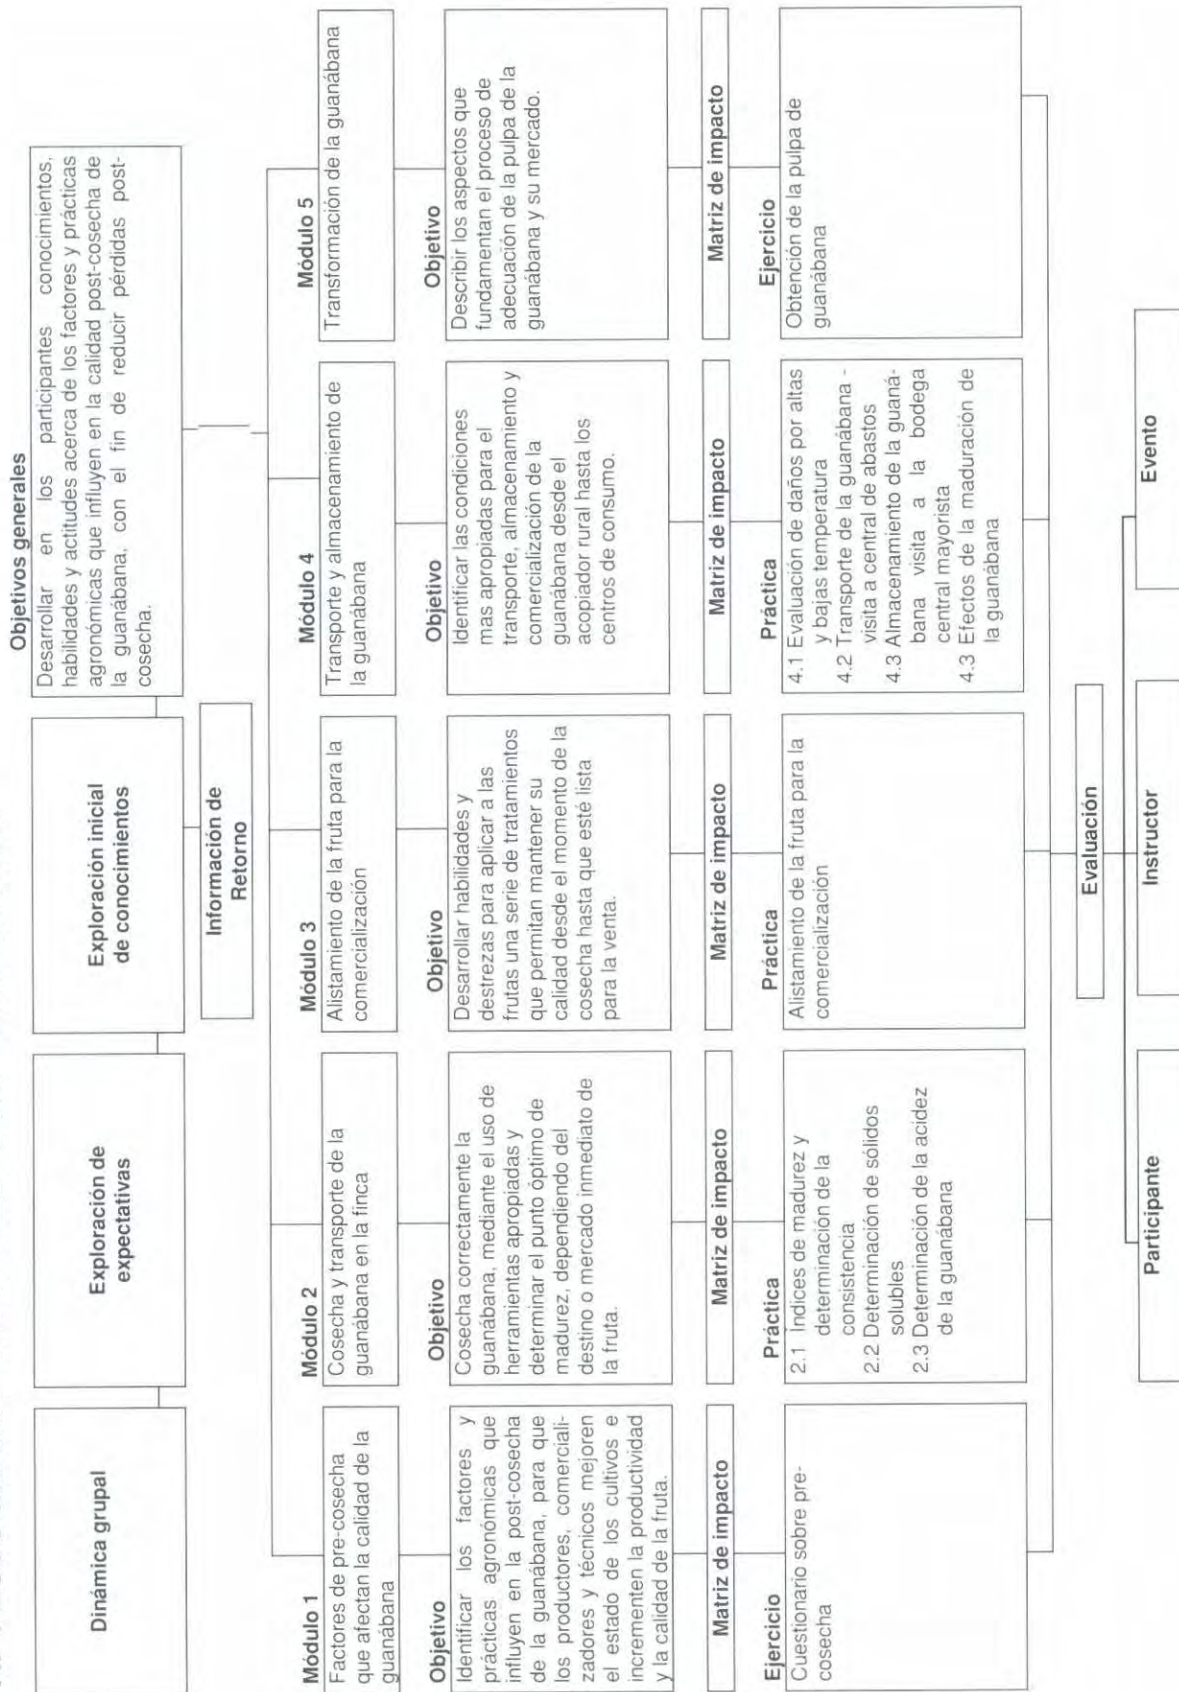 Dinámica grupal
Exploración de
expectativas
Exploración inicial
de conocimientos
Objetivos generales
Desarrollar en los participantes conocimientos,
habilidades y actitudes acerca de los factores y prácticas
agronómicas que influyen en la calidad post-cosecha de
la guanábana, con el fin de reducir pérdidas post-
cosecha.
Información de
Retorno
Módulo 1
Factores de pre-cosecha
que afectan la calidad de la
guanábana
Módulo 2
Cosecha y transporte de la
guanábana en la finca
Módulo 3
Alistamiento de la fruta para la
comercialización
Módulo 4
Transporte y almacenamiento de
la guanábana
Módulo 5
Transformación de la guanábana
Objetivo
Identificar los factores y
prácticas agronómicas que
influyen en la post-cosecha
de la guanábana, para que
los productores, comerciali-
zadores y técnicos mejoren
el estado de los cultivos e
incrementen la productividad
y la calidad de la fruta.
Objetivo
Cosecha correctamente la
guanábana, mediante el uso de
herramientas apropiadas y
determinar el punto óptimo de
madurez, dependiendo del
destino o mercado inmediato de
la fruta.
Objetivo
Desarrollar habilidades y
destrezas para aplicar a las
frutas una serie de tratamientos
que permitan mantener su
calidad desde el momento de la
cosecha hasta que esté lista
para la venta.
Objetivo
Identificar las condiciones
mas apropiadas para el
transporte, almacenamiento y
comercialización de la
guanábana desde el
acopiador rural hasta los
centros de consumo.
Objetivo
Describir los aspectos que
fundamentan el proceso de
adecuación de la pulpa de la
guanábana y su mercado.
Matriz de impacto
Matriz de impacto
Matriz de impacto
Matriz de impacto
Matriz de impacto
Ejercicio
Cuestionario sobre pre-
cosecha
Práctica
2.1 Índices de madurez y
determinación de la
consistencia
2.2 Determinación de sólidos
solubles
2.3 Determinación de la acidez
de la guanábana
Práctica
Alistamiento de la fruta para la
comercialización
Práctica
4.1 Evaluación de daños por altas
y bajas temperatura
4.2 Transporte de la guanábana -
visita a central de abastos
4.3 Almacenamiento de la guaná-
bana visita a la bodega
central mayorista
4.3 Efectos de la maduración de
la guanábana
Ejercicio
Obtención de la pulpa de
guanábana
Evaluación
Participante
Instructor
Evento